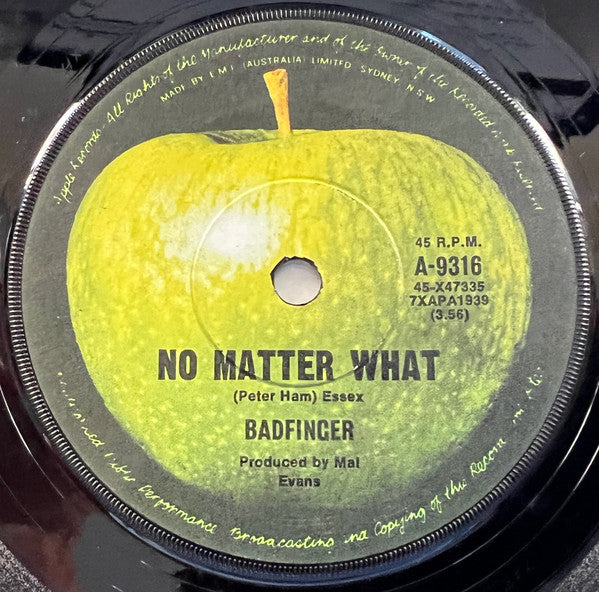 Apple Records. All Rights of the Manufacturer and of the Owner of the Recorded Work
MADE BY E.M.I. (AUSTRALIA) LIMITED SYDNEY N.S.W
45 R.P.M.
A-9316
45-X47335
7XAPA1939
(3.56)
NO MATTER WHAT
(Peter Ham) Essex
BADFINGER
Produced by Mal
Evans
Performance Broadcasting and Copying of this Record